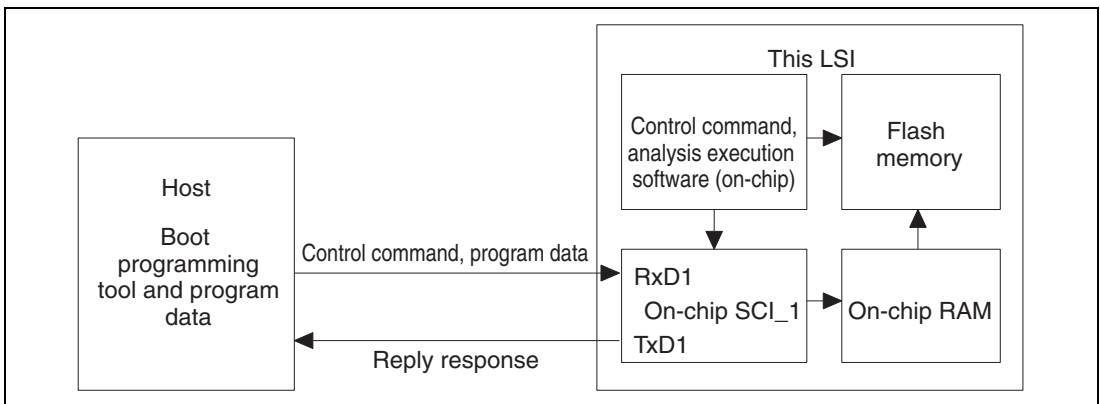 This LSI
Control command,
analysis execution
software (on-chip)
Flash
memory
Host
Boot
programming
tool and program
data
Control command, program data
RxD1
On-chip SCI_1
TxD1
On-chip RAM
Reply response